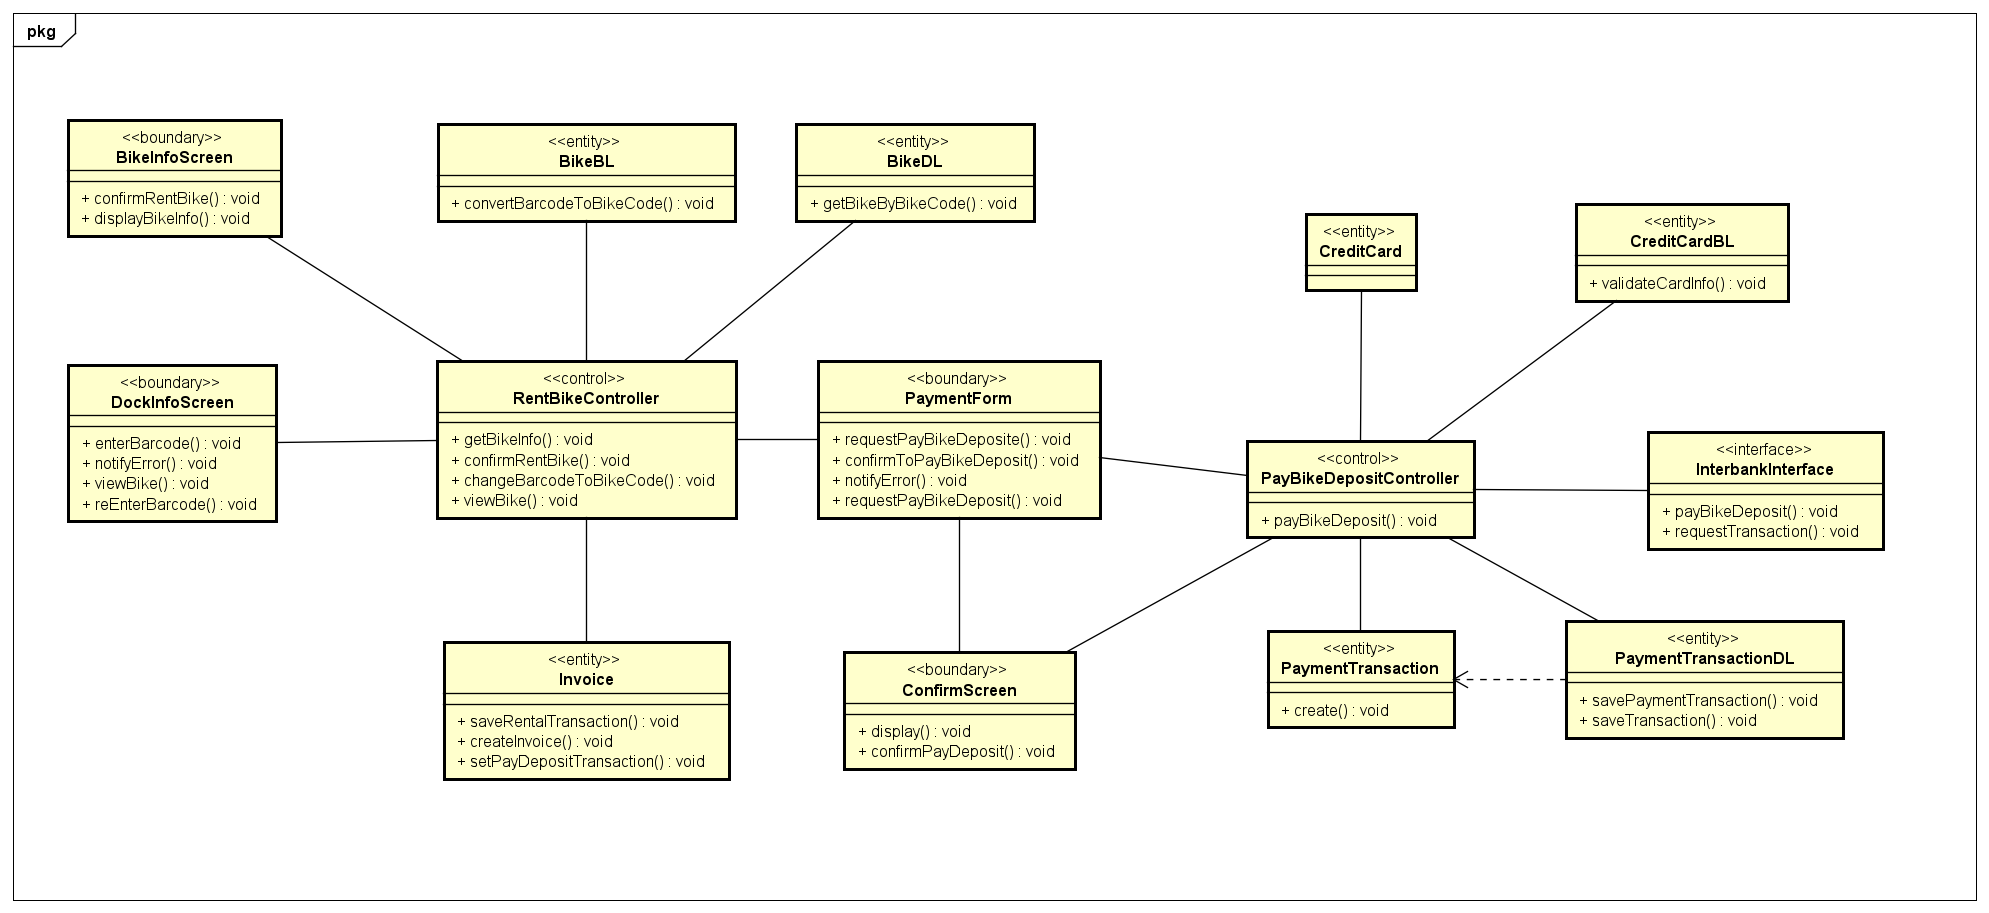 pkg
<<boundary>>
BikeInfoScreen
+ confirmRentBike() : void
+ displayBikeInfo() : void
<<entity>>
BikeBL
+ convertBarcodeToBikeCode() : void
<<entity>>
BikeDL
+ getBikeByBikeCode() : void
<<entity>>
CreditCard
<<entity>>
CreditCardBL
+ validateCardInfo() : void
<<boundary>>
DockInfoScreen
+ enterBarcode() : void
+ notifyError() : void
+ viewBike() : void
+ reEnterBarcode() : void
<<control>>
RentBikeController
+ getBikeInfo() : void
+ confirmRentBike() : void
+ changeBarcodeToBikeCode() : void
+ viewBike() : void
<<boundary>>
PaymentForm
+ requestPayBikeDeposite() : void
+ confirmToPayBikeDeposit() : void
+ notifyError() : void
+ requestPayBikeDeposit() : void
<<control>>
PayBikeDepositController
+ payBikeDeposit() : void
<<interface>>
InterbankInterface
+ payBikeDeposit() : void
+ requestTransaction() : void
<<entity>>
Invoice
+ saveRentalTransaction() : void
+ createInvoice() : void
+ setPayDepositTransaction() : void
<<boundary>>
ConfirmScreen
+ display() : void
+ confirmPayDeposit() : void
<<entity>>
PaymentTransaction
+ create() : void
<<entity>>
PaymentTransactionDL
+ savePaymentTransaction() : void
+ saveTransaction() : void